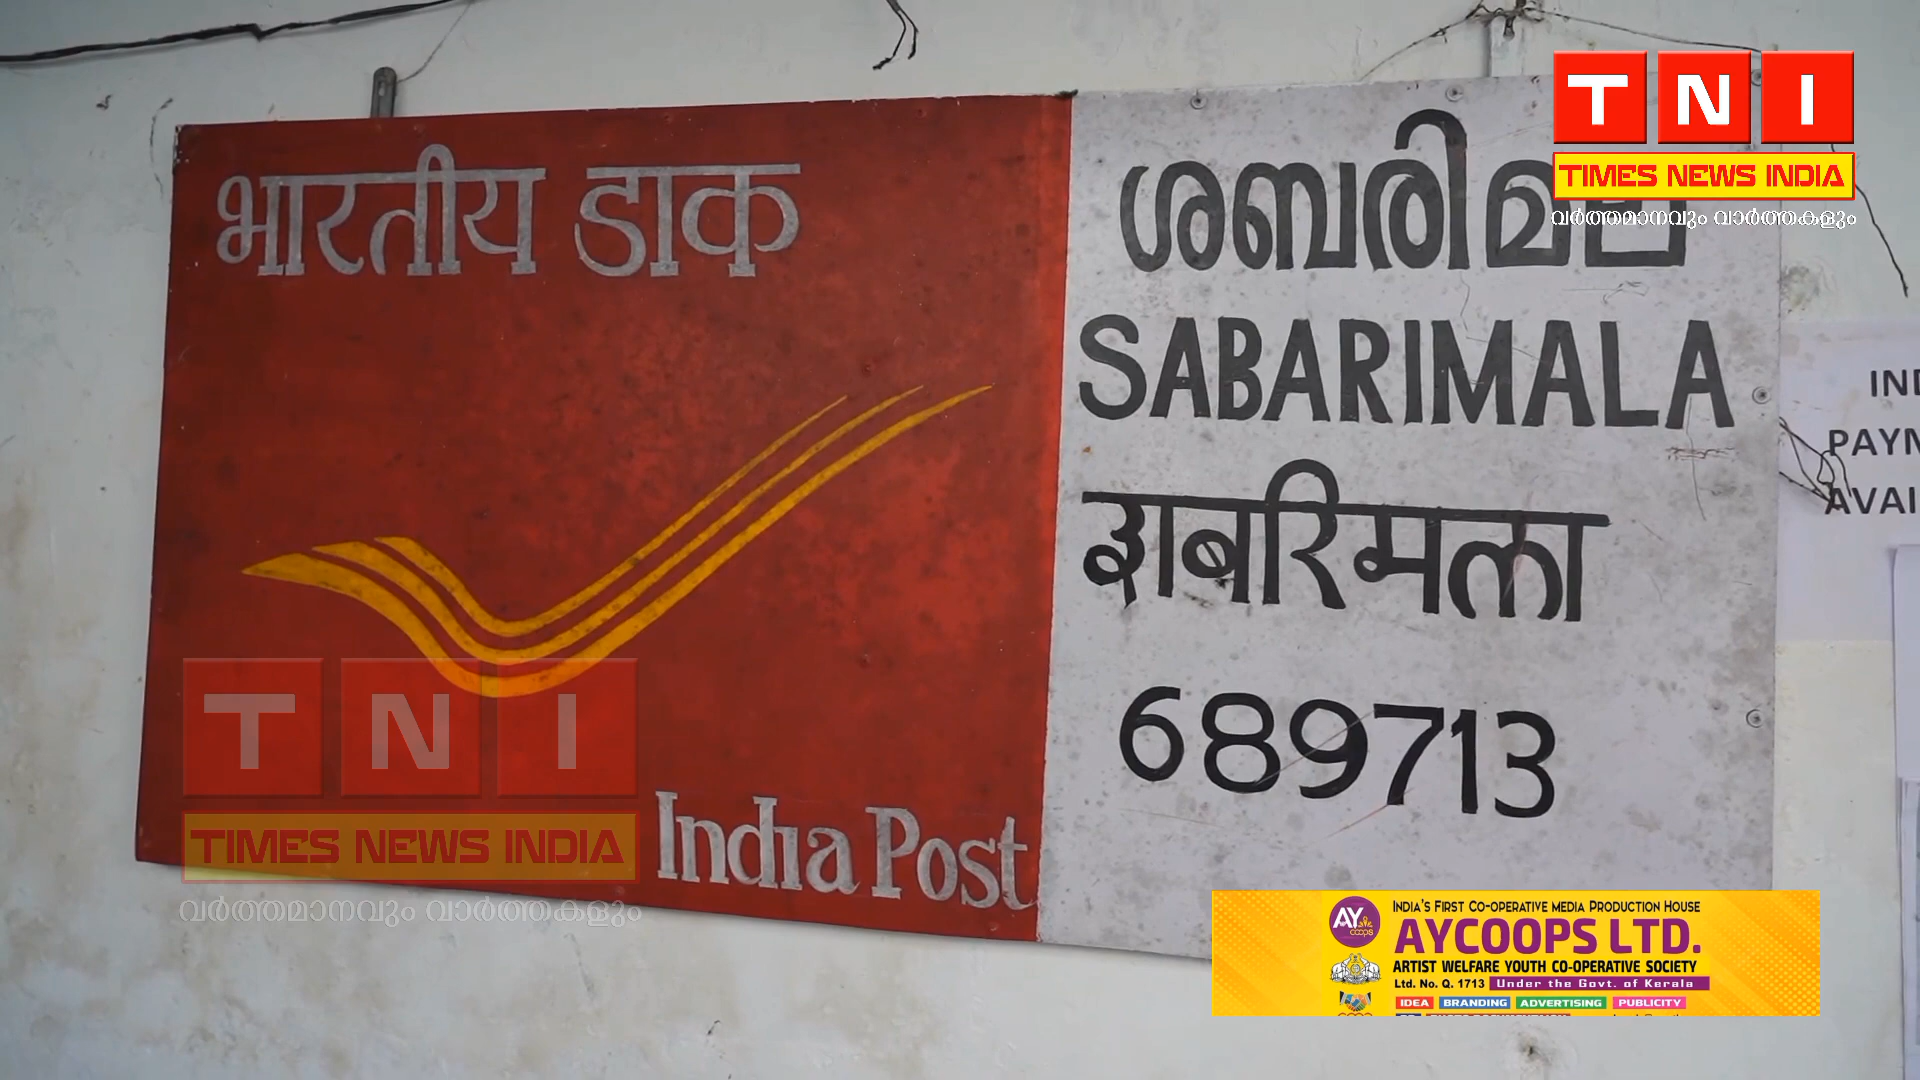 भारतीय डाक
India Post
ശബരിമല
SABARIMALA
शबरिमला
689713
TNI
TIMES NEWS INDIA
വർത്തമാനവും വാർത്തകളും
TNI
TIMES NEWS INDIA
വർത്തമാനവും വാർത്തകളും
INDIA'S FIRST CO-OPERATIVE MEDIA PRODUCTION HOUSE
AYCOOPS LTD.
ARTIST WELFARE YOUTH CO-OPERATIVE SOCIETY
Ltd. No. Q. 1713 Under the Govt. of Kerala
IDEA BRANDING ADVERTISING PUBLICITY